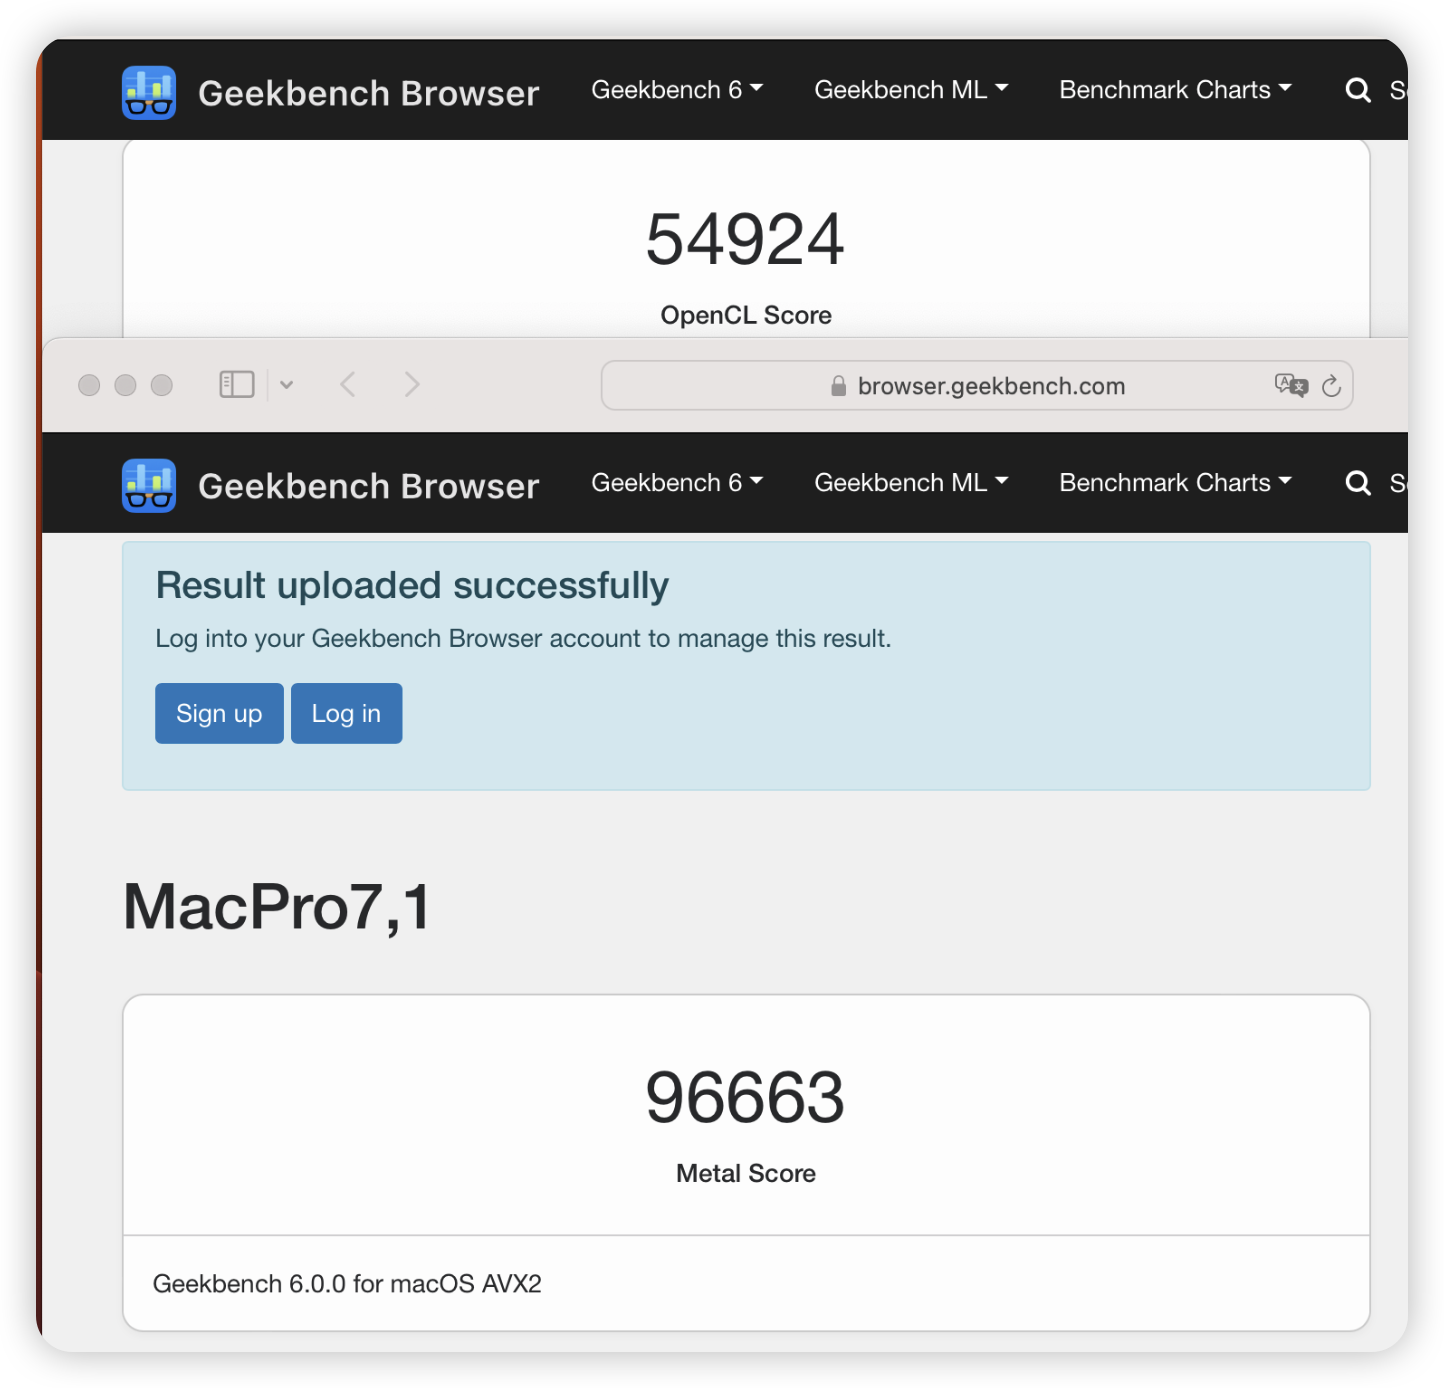 Geekbench Browser Geekbench 6 Geekbench ML Benchmark Charts
54924
OpenCL Score
browser.geekbench.com
Geekbench Browser Geekbench 6 Geekbench ML Benchmark Charts
Result uploaded successfully
Log into your Geekbench Browser account to manage this result.
Sign up Log in
MacPro7,1
96663
Metal Score
Geekbench 6.0.0 for macOS AVX2